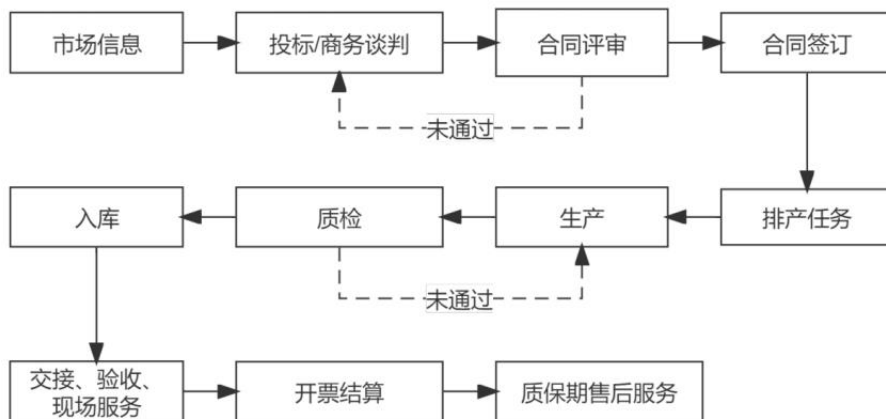 市场信息
投标/商务谈判
合同评审
合同签订
未通过
入库
质检
生产
排产任务
未通过
交接、验收、
现场服务
开票结算
质保期售后服务